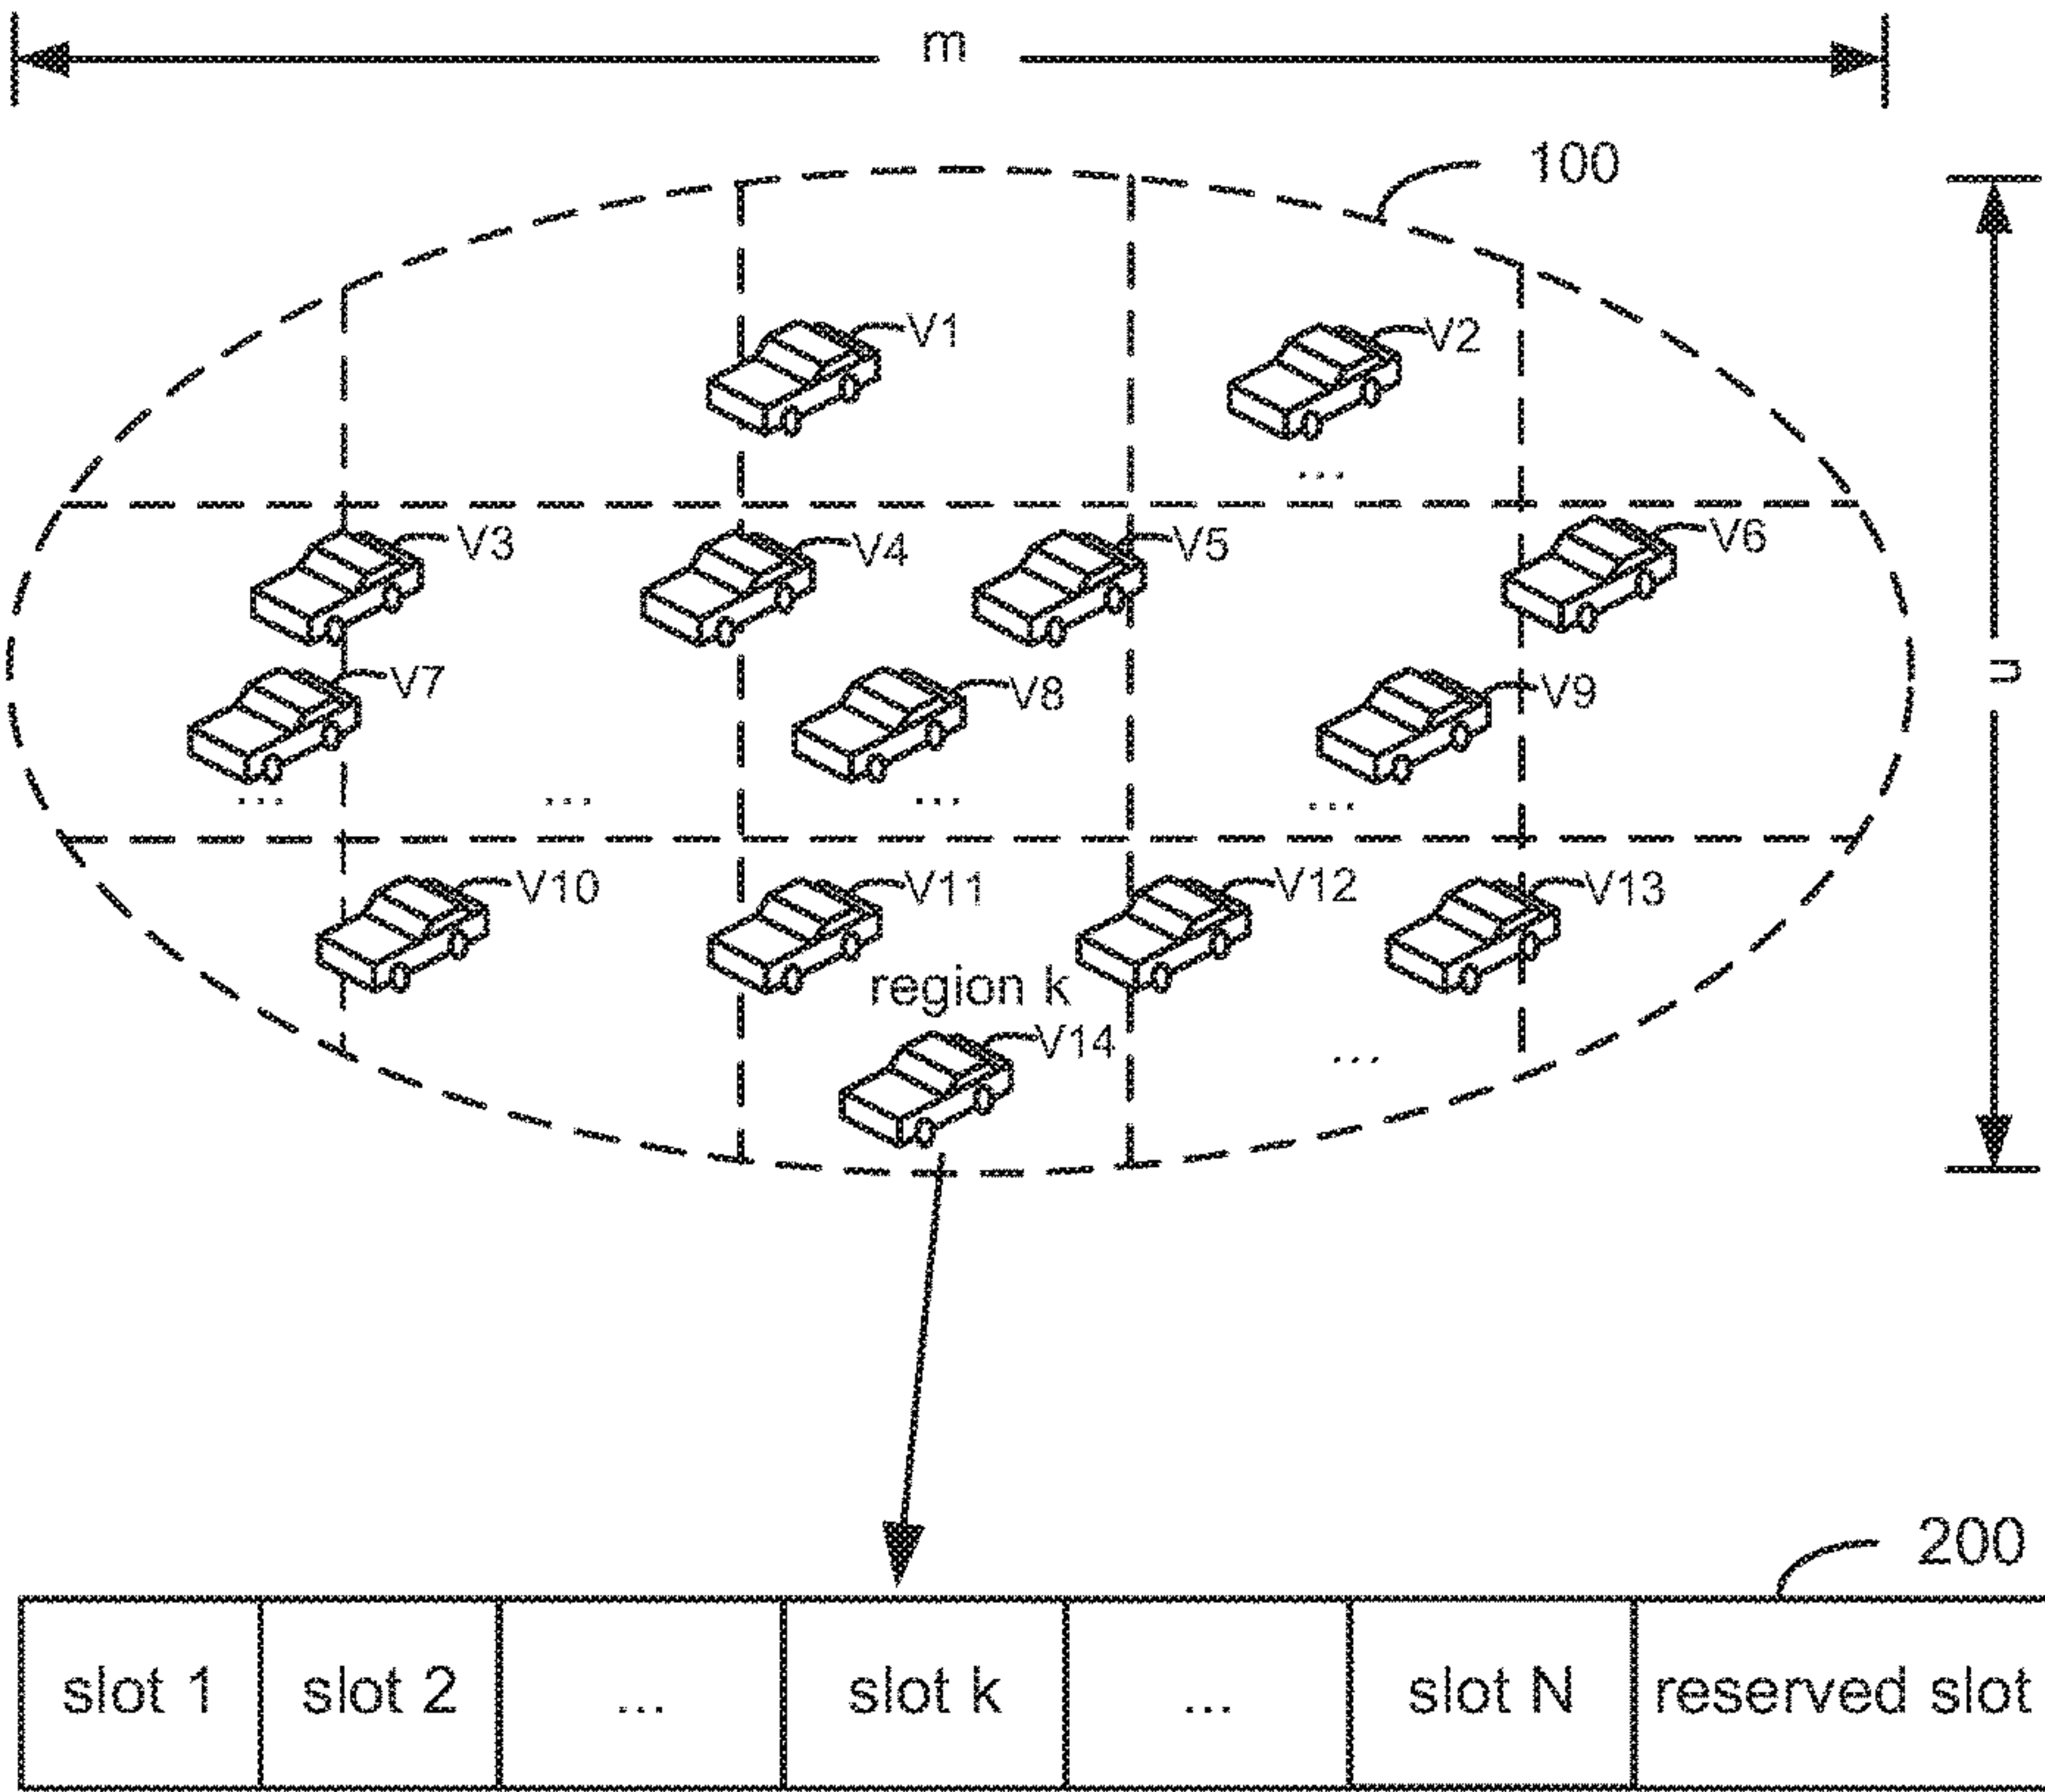 m
100
n
V1
V2
...
V3
V4
V5
V6
V7
V8
V9
...
...
...
...
V10
V11
V12
V13
region k
V14
...
200
slot 1
slot 2
...
slot k
...
slot N
reserved slot